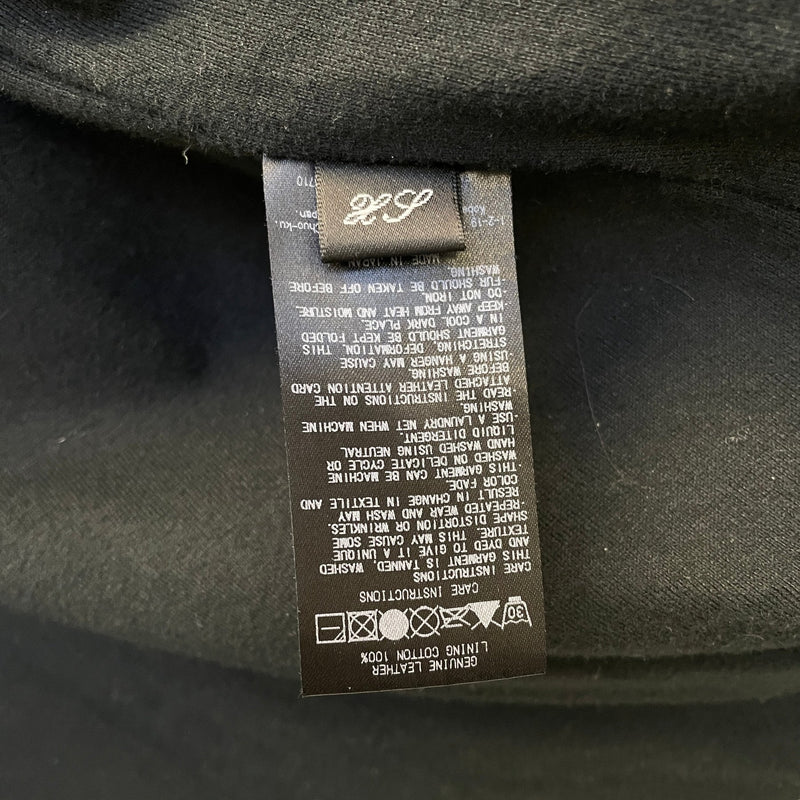 GENUINE LEATHER
LINING COTTON 100%
30
CARE INSTRUCTIONS
CARE INSTRUCTIONS
THIS GARMENT IS TANNED, WASHED
AND DYED TO GIVE IT A UNIQUE
TEXTURE. THIS MAY CAUSE SOME
SHAPE DISTORTION OR WRINKLES.
·REPEATED WEAR AND WASH MAY
RESULT IN CHANGE IN TEXTILE AND
COLOR FADE.
·THIS GARMENT CAN BE MACHINE
WASHED ON DELICATE CYCLE OR
HAND WASHED USING NEUTRAL
LIQUID DITERGENT.
·USE A LAUNDRY NET WHEN MACHINE
WASHING.
READ THE INSTRUCTIONS ON THE
ATTACHED LEATHER ATTENTION CARD
BEFORE WASHING.
·USING A HANGER MAY CAUSE
STRETCHING, DEFORMATION. THIS
GARMENT SHOULD BE KEPT FOLDED
IN A COOL DARK PLACE.
·KEEP AWAY FROM HEAT AND MOISTURE.
·DO NOT IRON.
·FUR SHOULD BE TAKEN OFF BEFORE
WASHING.
MADE IN JAPAN
Chuo-ku,
710